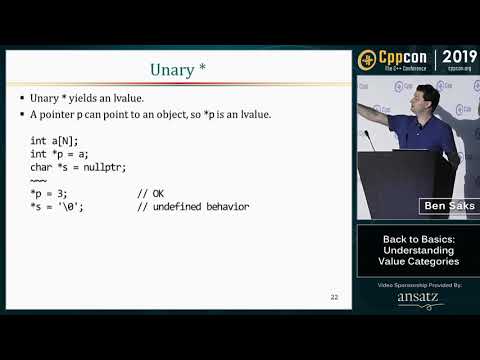 Unary *
▪ Unary * yields an lvalue.
▪ A pointer p can point to an object, so *p is an lvalue.
int a[N];
int *p = a;
char *s = nullptr;
~~~
*p = 3; // OK
*s = '\0'; // undefined behavior
22
Cppcon
The C++ Conference
2019
cppcon.org
Ben Saks
Back to Basics:
Understanding
Value Categories
Video Sponsorship Provided By:
ansatz